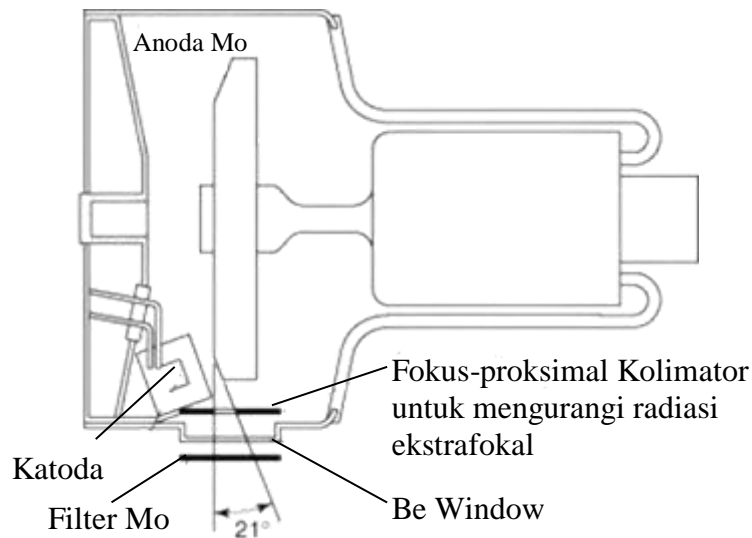 Anoda Mo
Fokus-proksimal Kolimator
untuk mengurangi radiasi
ekstrafokal
Katoda
Be Window
Filter Mo
21°